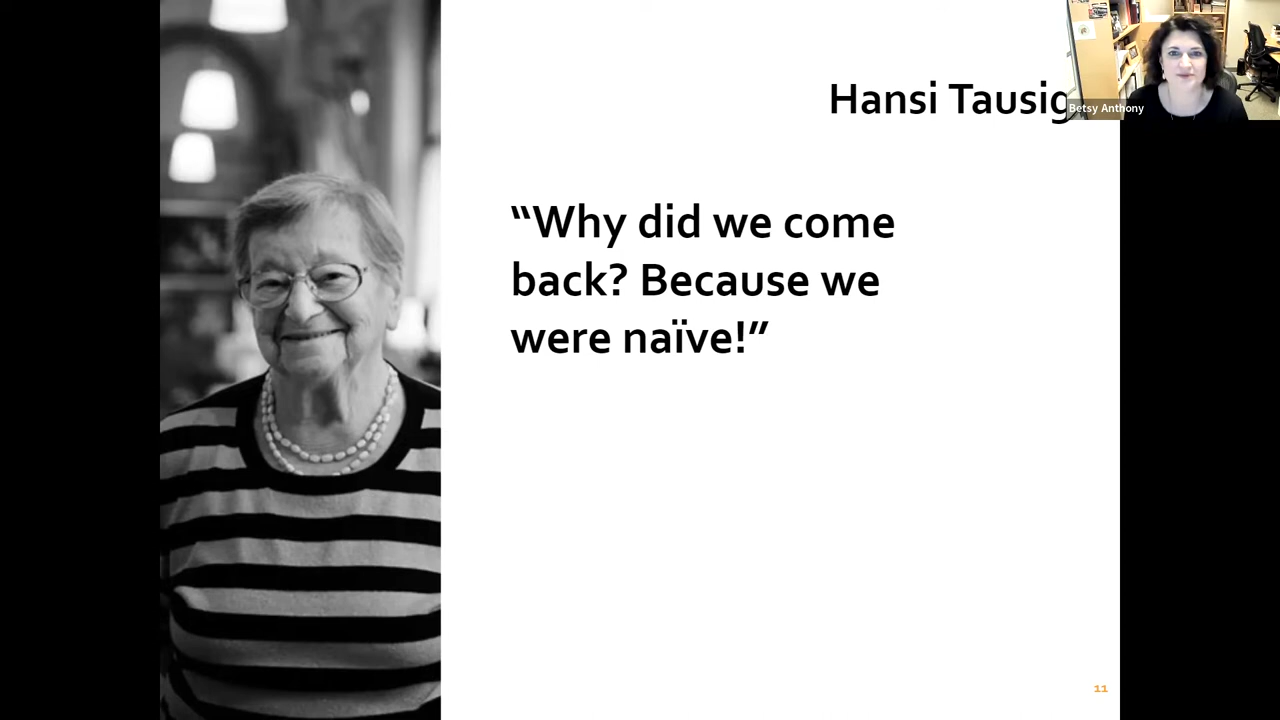 Hansi Tausig
Betsy Anthony
“Why did we come
back? Because we
were naïve!”
11